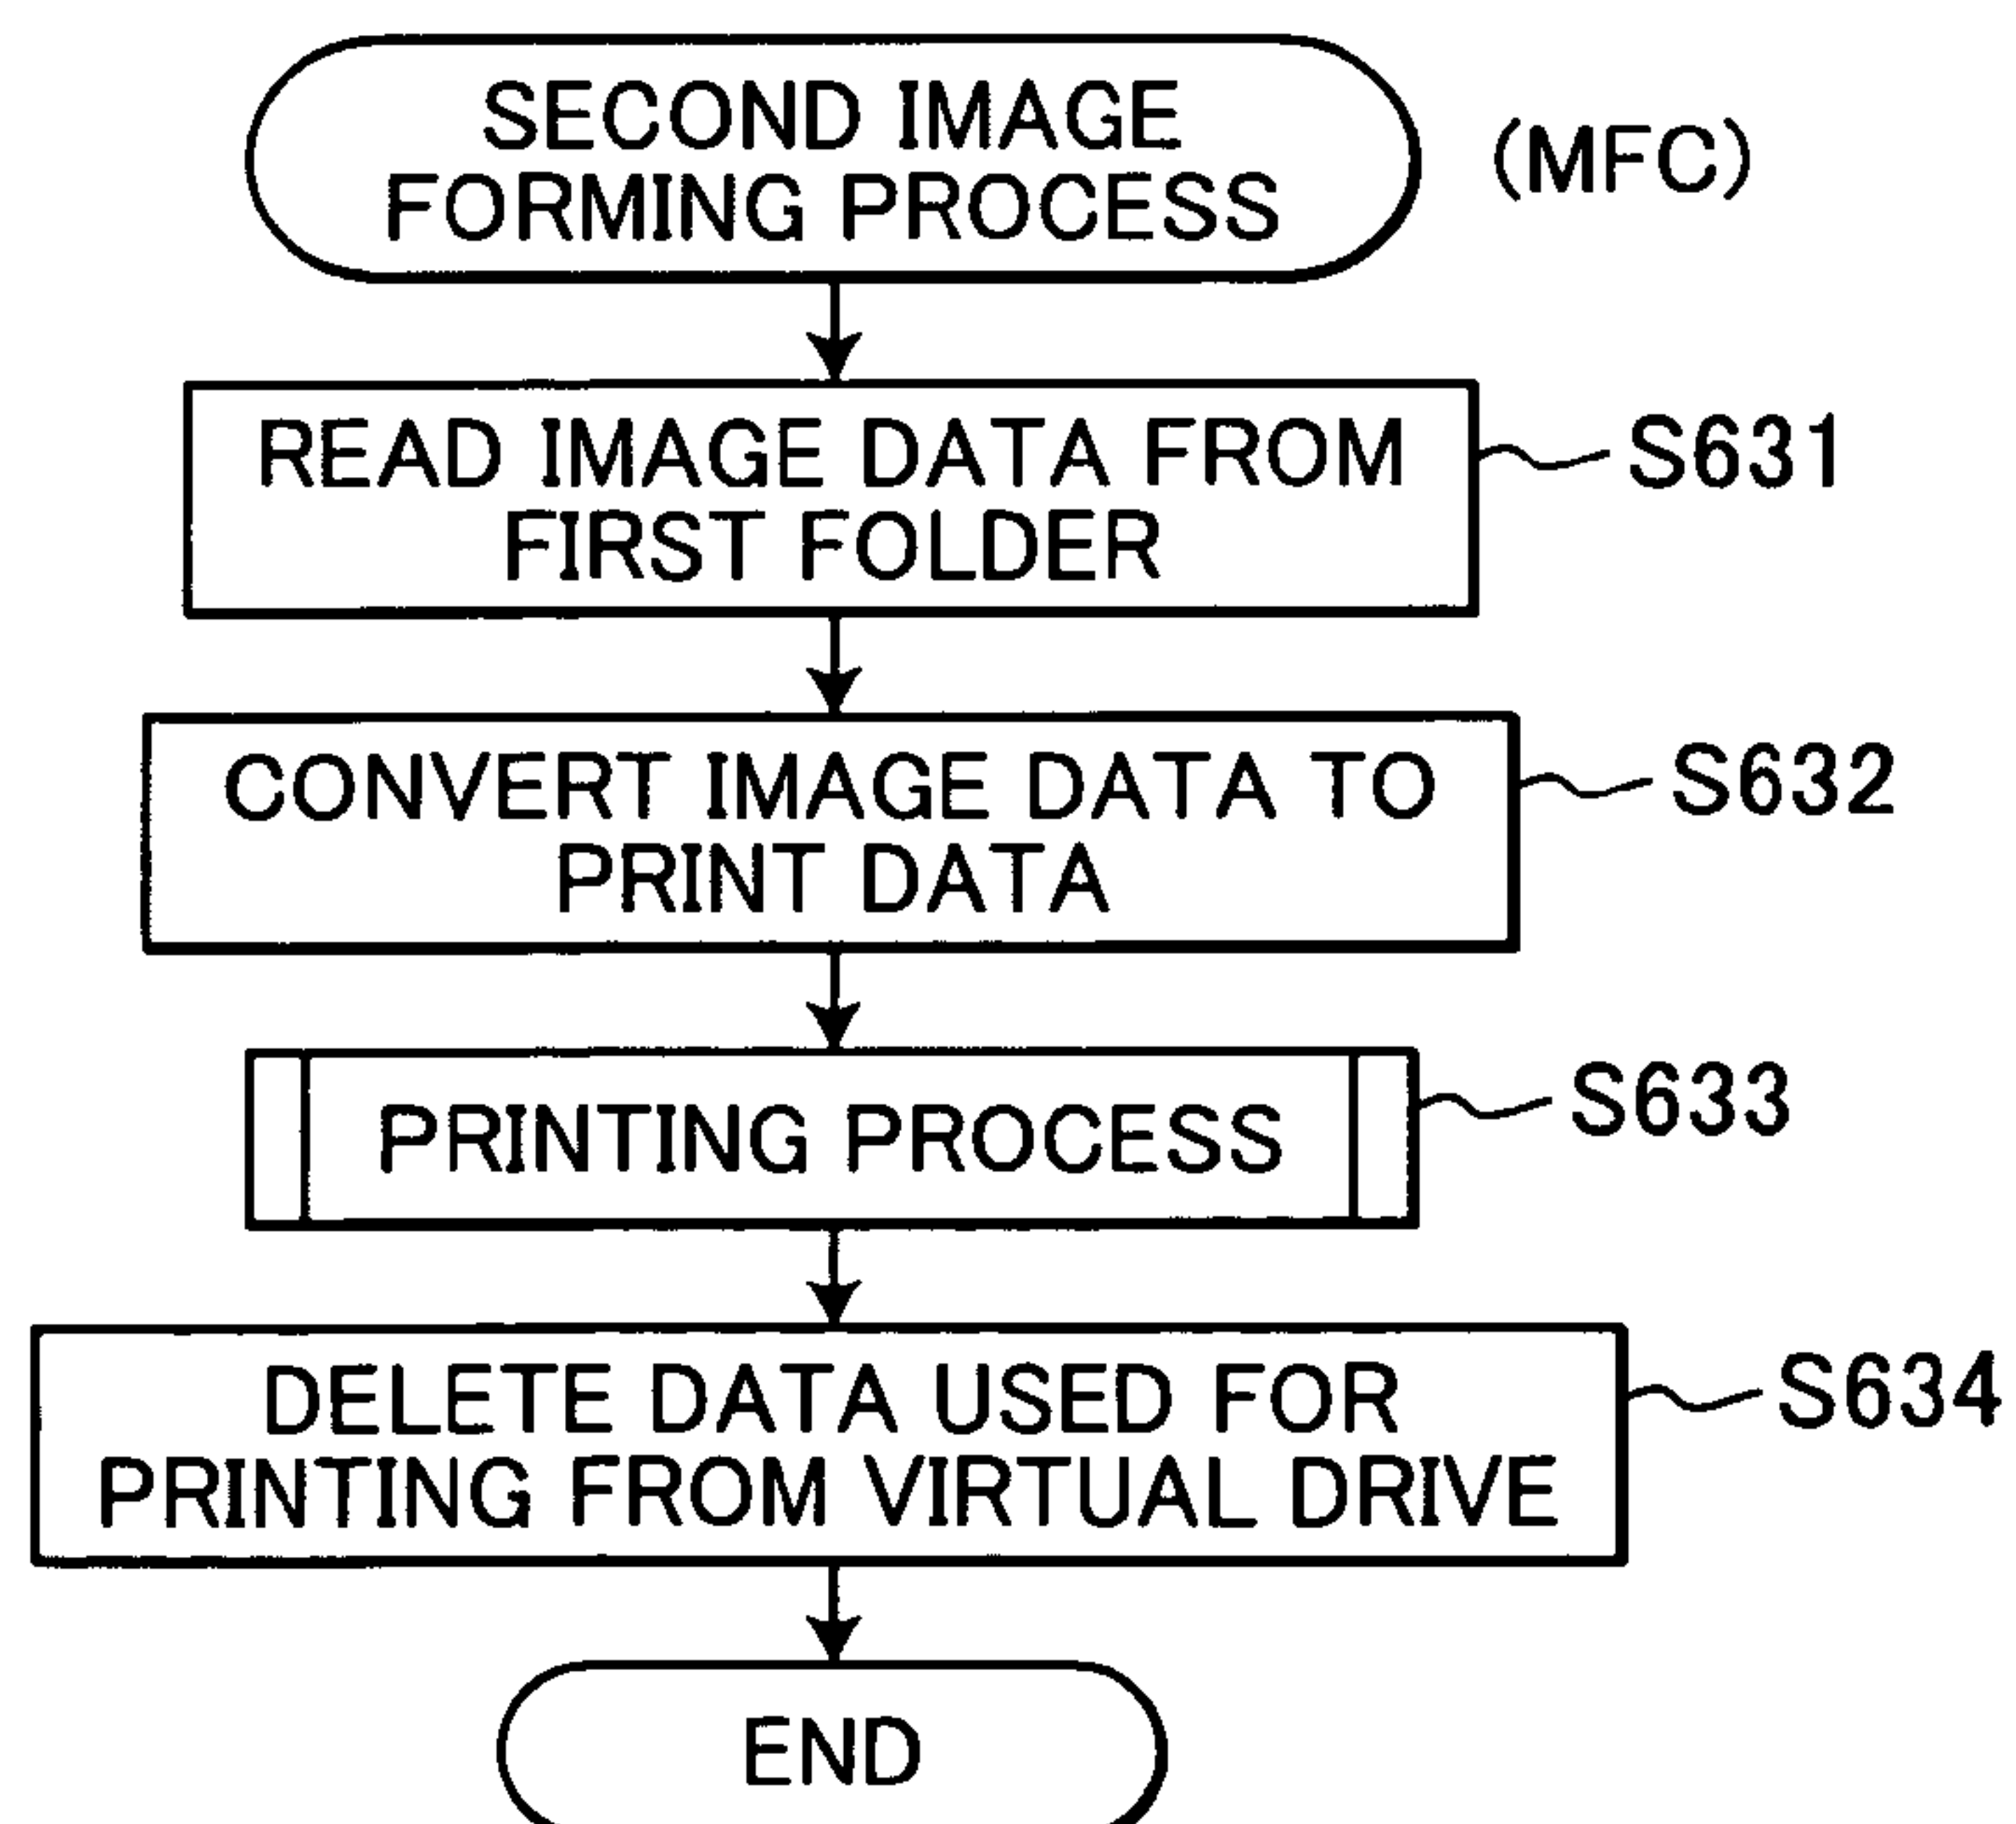 SECOND IMAGE
FORMING PROCESS
(MFC)
READ IMAGE DATA FROM
FIRST FOLDER
S631
CONVERT IMAGE DATA TO
PRINT DATA
S632
PRINTING PROCESS
S633
DELETE DATA USED FOR
PRINTING FROM VIRTUAL DRIVE
S634
END